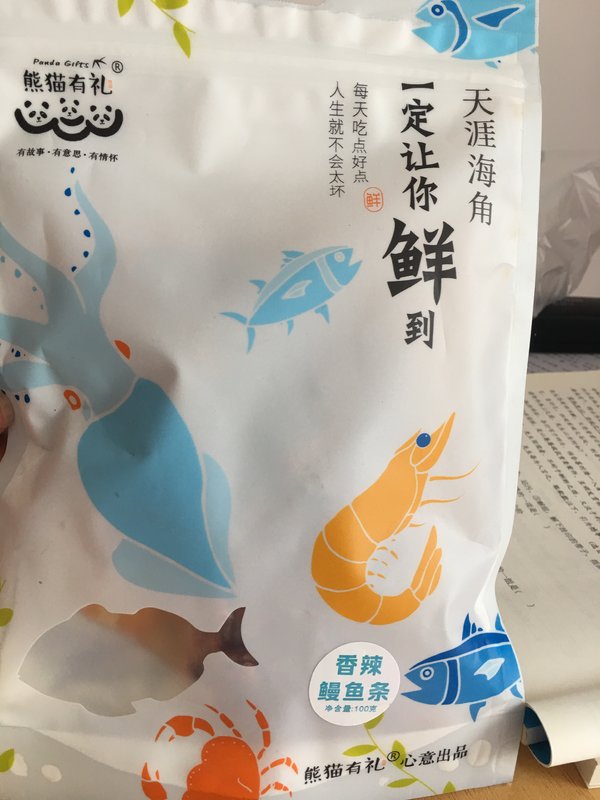 Panda Gifts
熊猫有礼®
有故事·有意思·有情怀
天涯海角
一定让你鲜到
每天吃点好点
人生就不会太坏
鲜
香辣
鳗鱼条
净含量:100克
熊猫有礼®心意出品